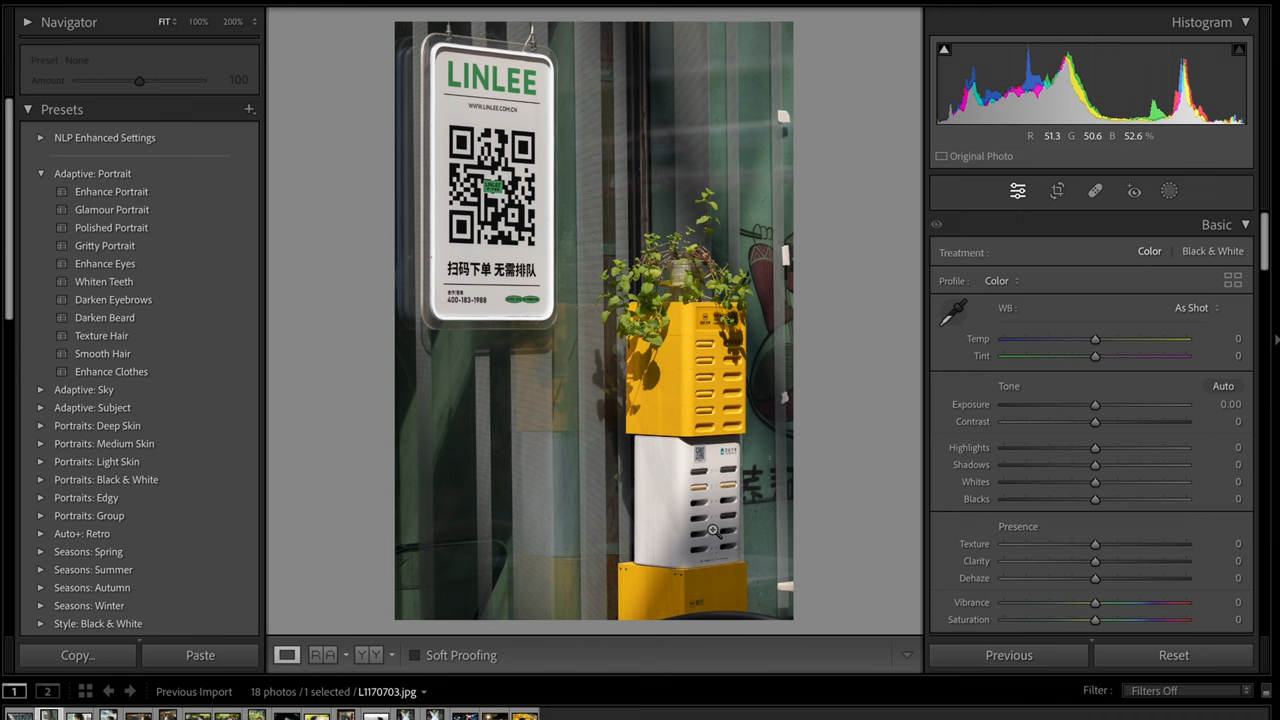 Navigator
FIT
100%
200%
Histogram
Preset : None
Amount
100
Presets
NLP Enhanced Settings
Adaptive: Portrait
Enhance Portrait
Glamour Portrait
Polished Portrait
Gritty Portrait
Enhance Eyes
Whiten Teeth
Darken Eyebrows
Darken Beard
Texture Hair
Smooth Hair
Enhance Clothes
Adaptive: Sky
Adaptive: Subject
Portraits: Deep Skin
Portraits: Medium Skin
Portraits: Light Skin
Portraits: Black & White
Portraits: Edgy
Portraits: Group
Auto+: Retro
Seasons: Spring
Seasons: Summer
Seasons: Autumn
Seasons: Winter
Style: Black & White
Copy...
Paste
LINLEE
WWW.LINLEE.COM.CN
LINLEE
扫码下单 无需排队
400-183-1988
R 51.3 G 50.6 B 52.6 %
Original Photo
Basic
Treatment :
Color
Black & White
Profile :
Color
WB :
As Shot
Temp
0
Tint
0
Tone
Auto
Exposure
0.00
Contrast
0
Highlights
0
Shadows
0
Whites
0
Blacks
0
Presence
Texture
0
Clarity
0
Dehaze
0
Vibrance
0
Saturation
0
Previous
Reset
R A
Y Y
Soft Proofing
1
2
Previous Import
18 photos / 1 selected / L1170703.jpg
Filter :
Filters Off